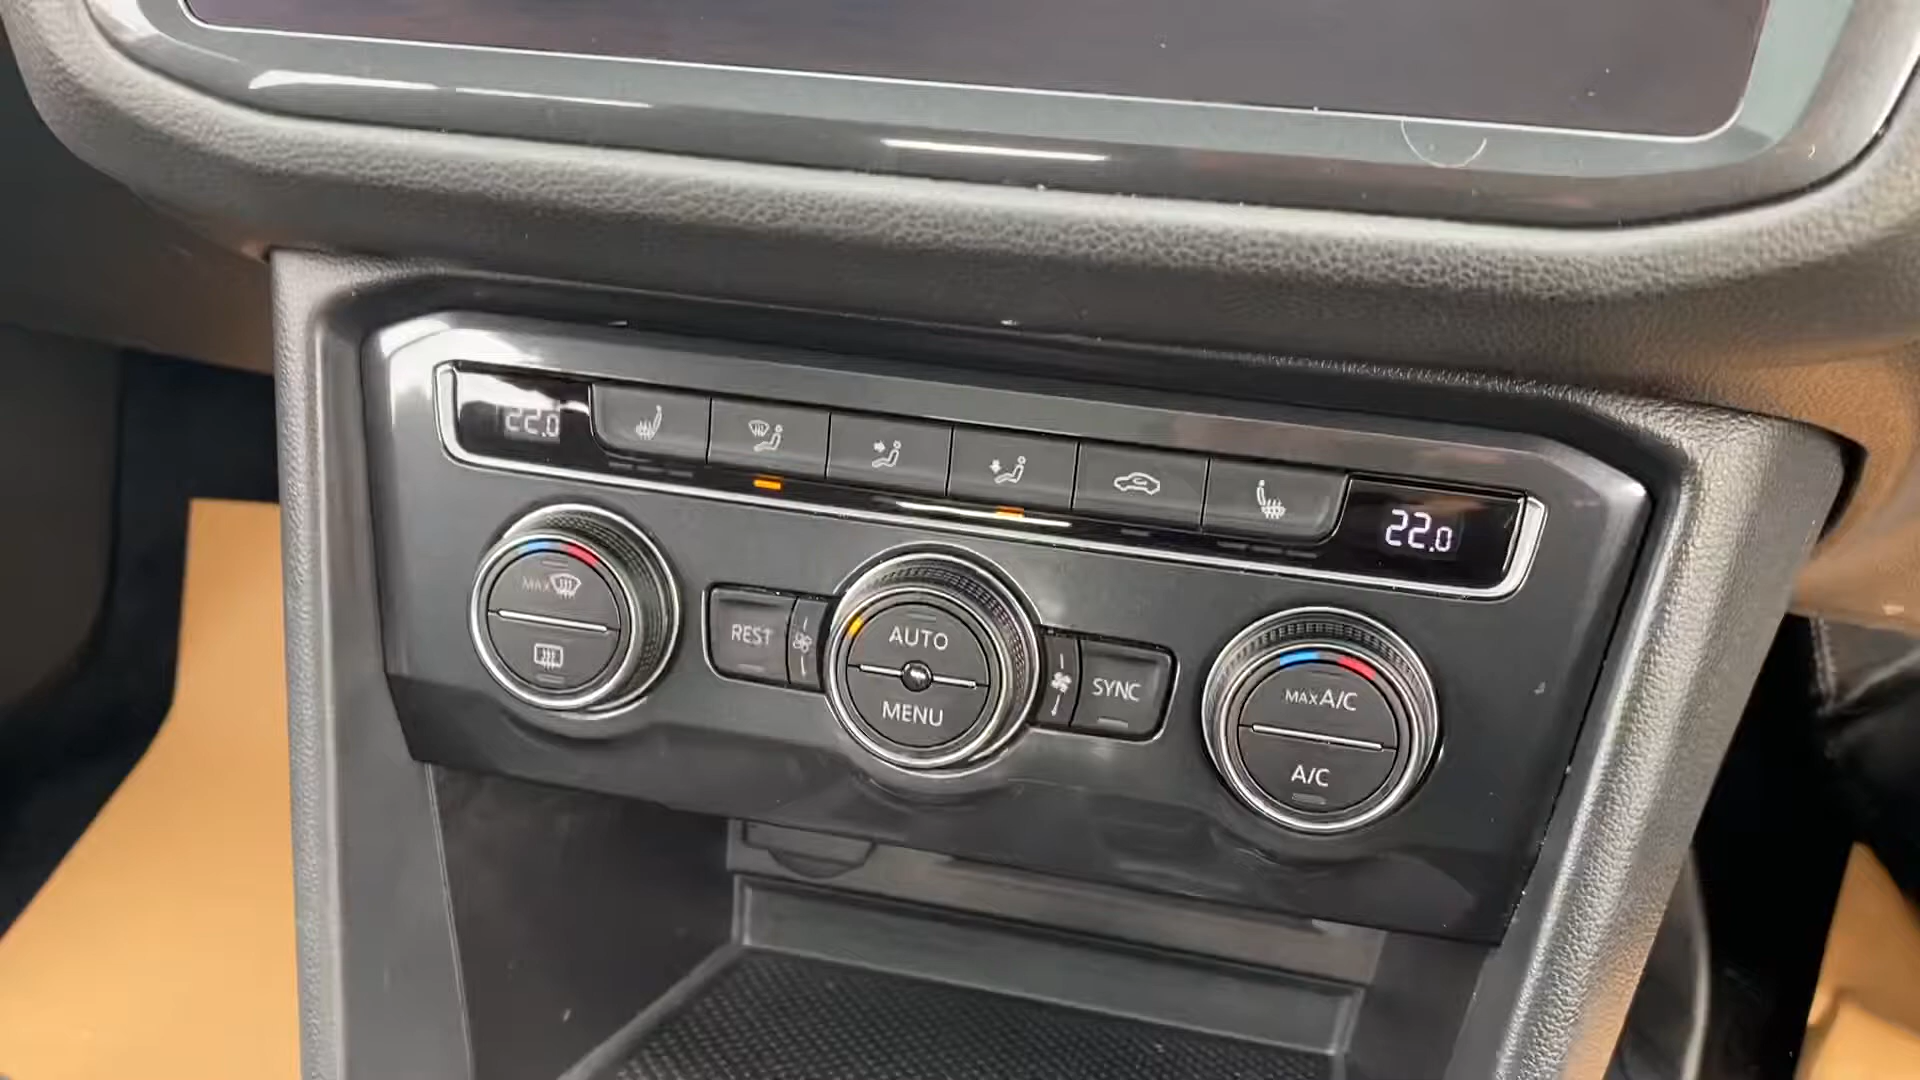 22.0
22.0
MAX
REST
AUTO
MENU
SYNC
MAX A/C
A/C